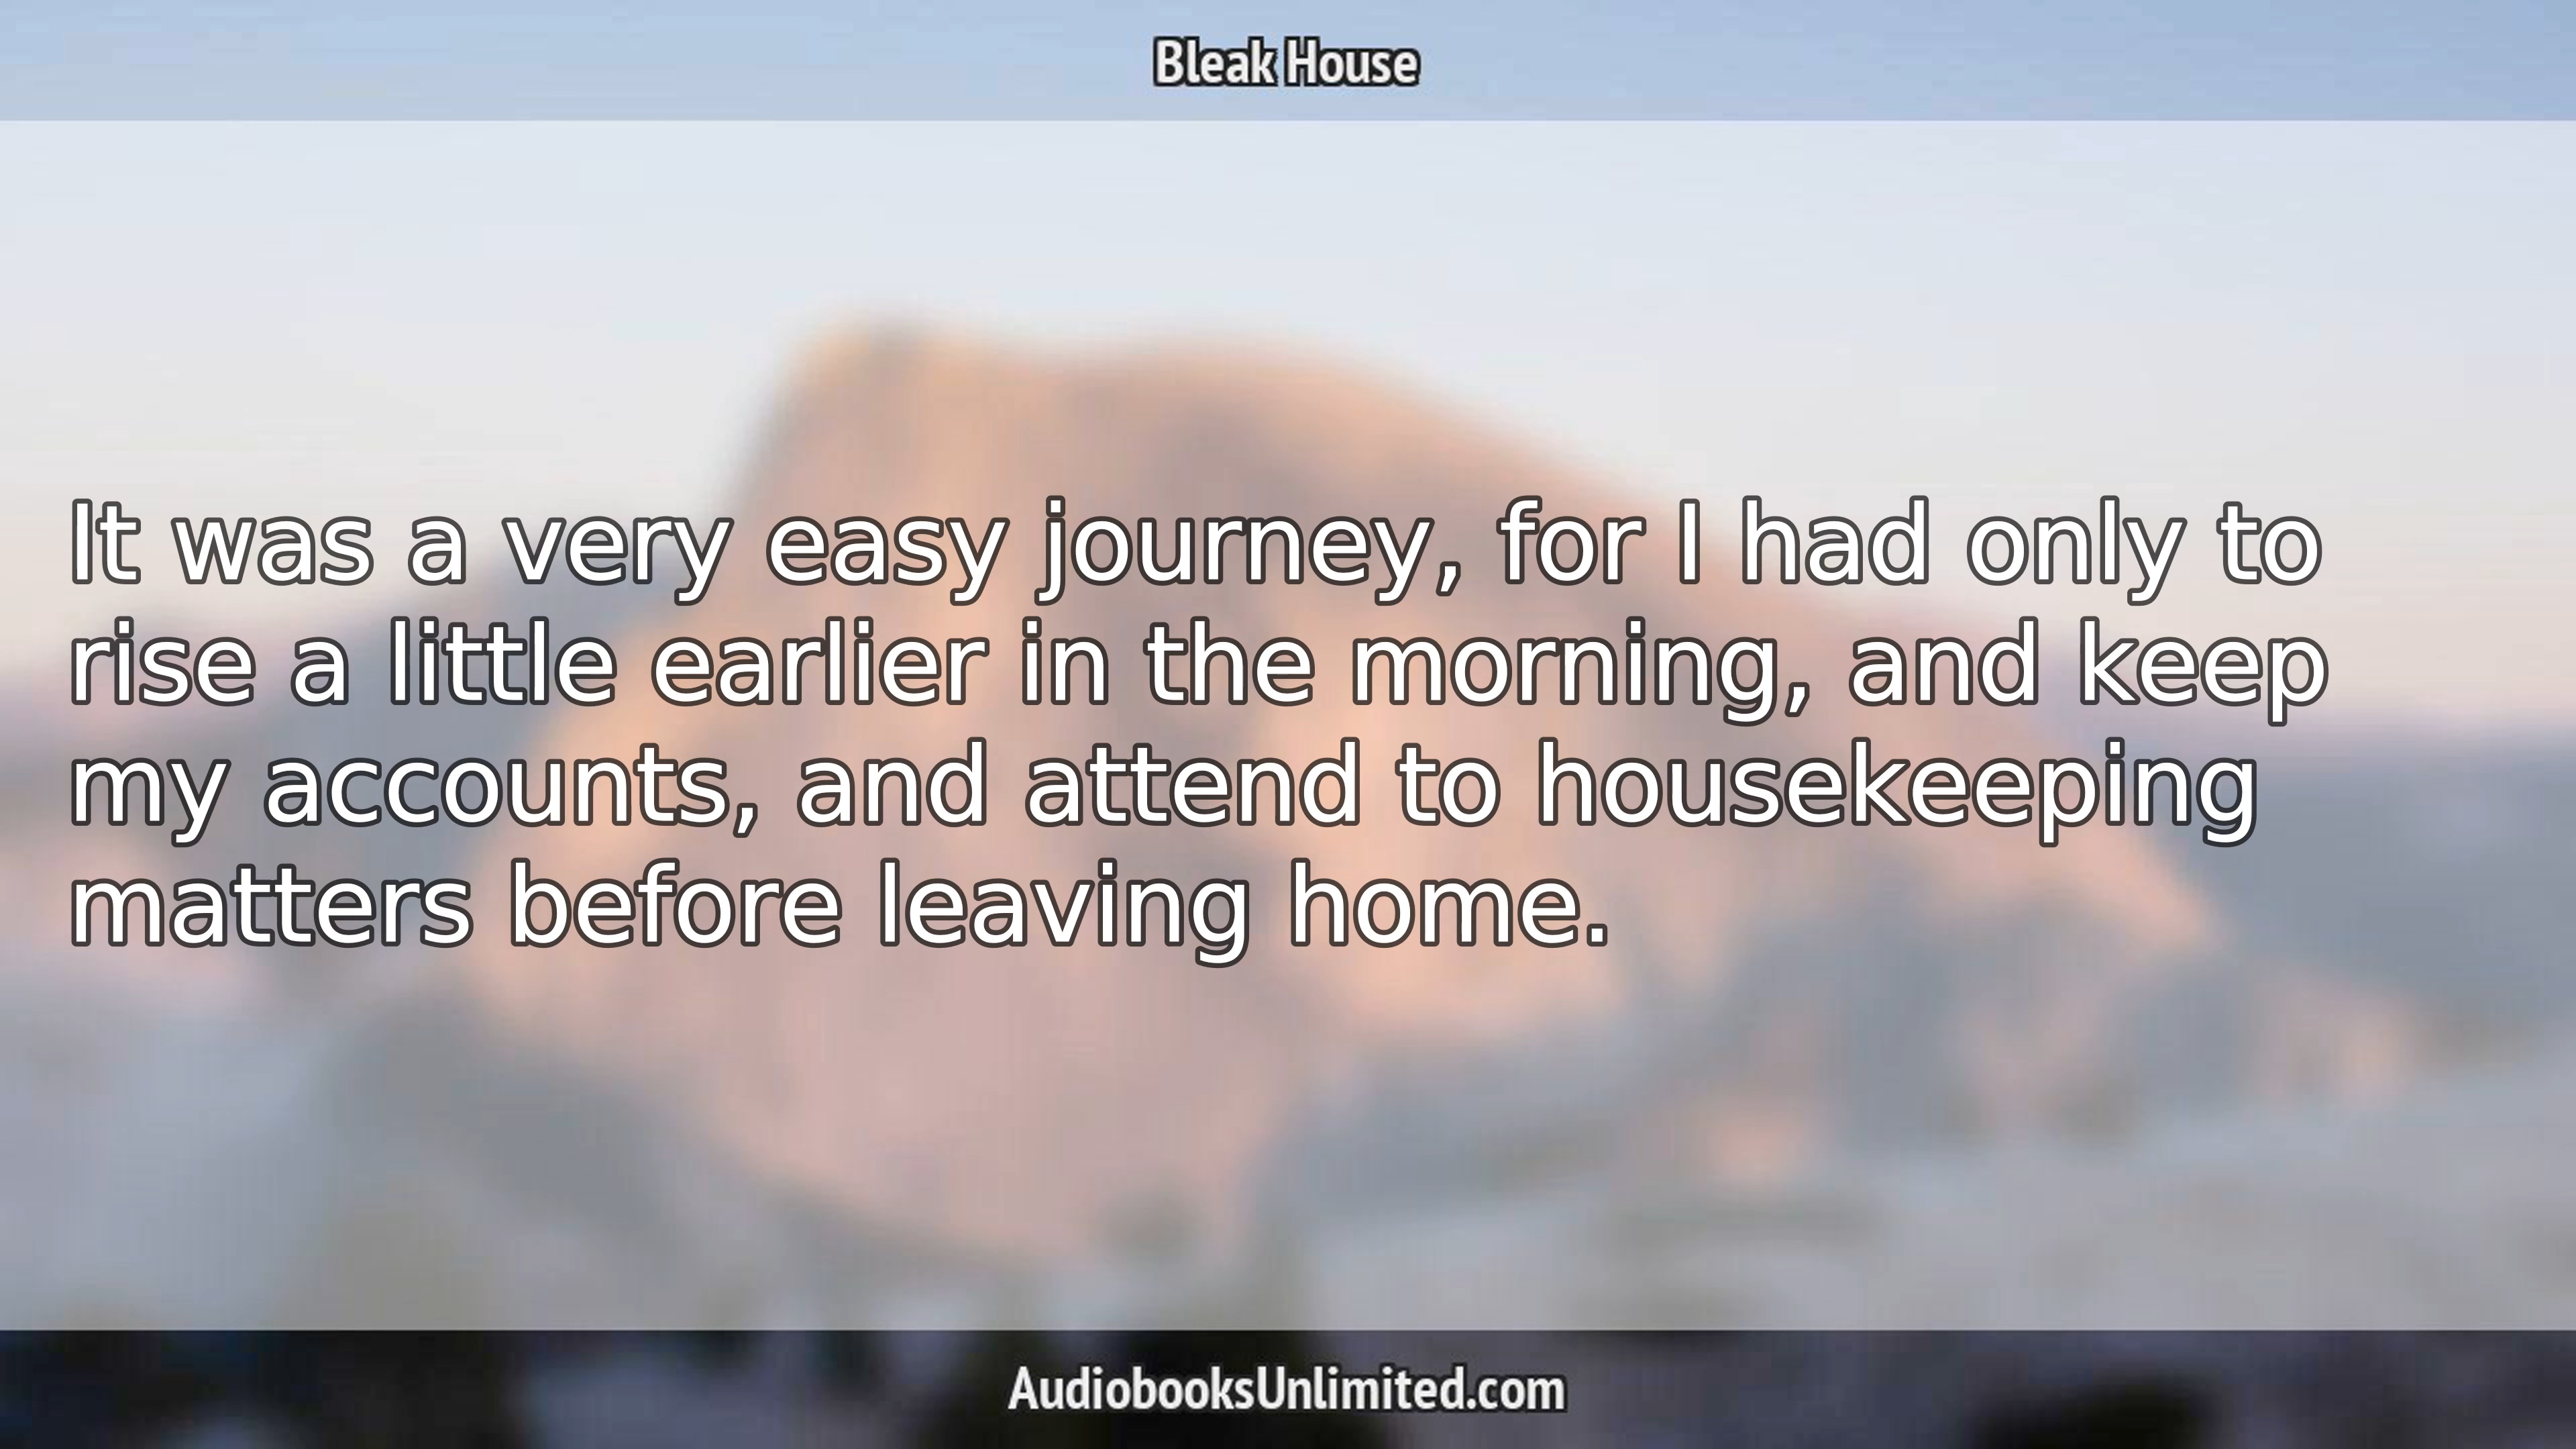 Bleak House
It was a very easy journey, for I had only to
rise a little earlier in the morning, and keep
my accounts, and attend to housekeeping
matters before leaving home.
AudiobooksUnlimited.com